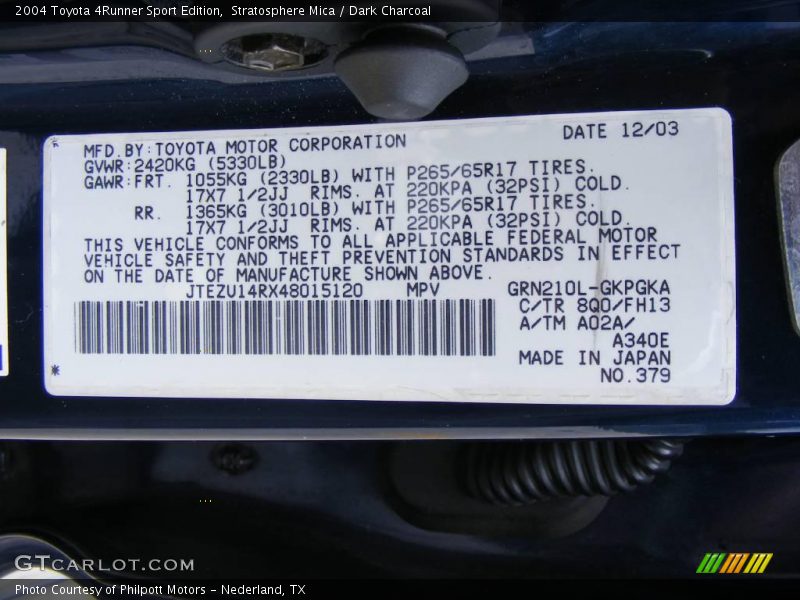 2004 Toyota 4Runner Sport Edition, Stratosphere Mica / Dark Charcoal
MFD.BY:TOYOTA MOTOR CORPORATION DATE 12/03
GVWR:2420KG (5330LB)
GAWR:FRT. 1055KG (2330LB) WITH P265/65R17 TIRES.
17X7 1/2JJ RIMS. AT 220KPA (32PSI) COLD.
RR. 1365KG (3010LB) WITH P265/65R17 TIRES.
17X7 1/2JJ RIMS. AT 220KPA (32PSI) COLD.
THIS VEHICLE CONFORMS TO ALL APPLICABLE FEDERAL MOTOR
VEHICLE SAFETY AND THEFT PREVENTION STANDARDS IN EFFECT
ON THE DATE OF MANUFACTURE SHOWN ABOVE.
JTEZU14RX48015120 MPV GRN210L-GKPGKA
C/TR 8Q0/FH13
A/TM A02A/
A340E
MADE IN JAPAN
NO.379
GTCARLOT.COM
Photo Courtesy of Philpott Motors - Nederland, TX